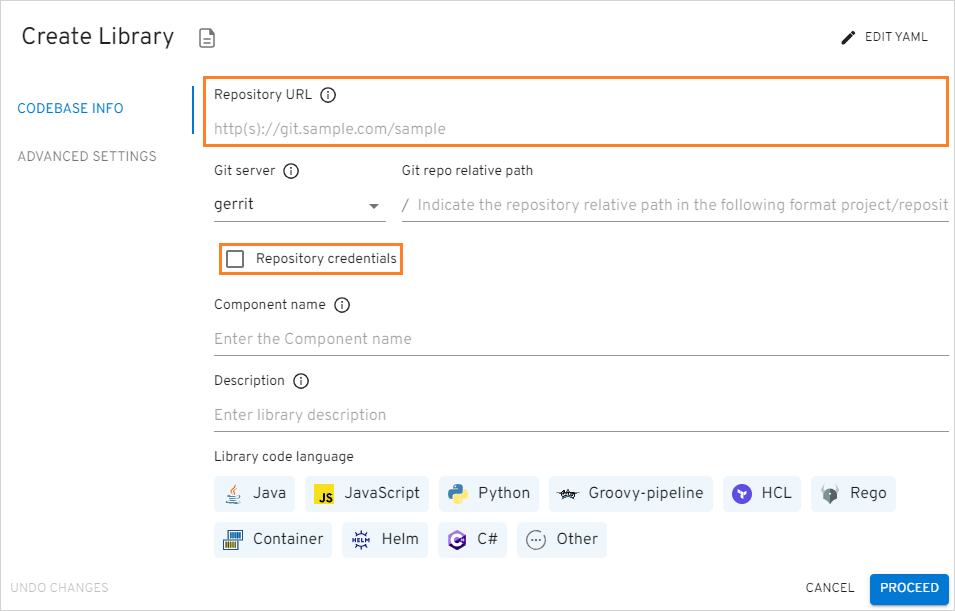 Create Library
EDIT YAML
CODEBASE INFO
ADVANCED SETTINGS
Repository URL
http(s)://git.sample.com/sample
Git server
Git repo relative path
gerrit
/ Indicate the repository relative path in the following format project/reposit
Repository credentials
Component name
Enter the Component name
Description
Enter library description
Library code language
Java
JS JavaScript
Python
Groovy-pipeline
HCL
Rego
Container
HELM Helm
C# 
Other
UNDO CHANGES
CANCEL
PROCEED